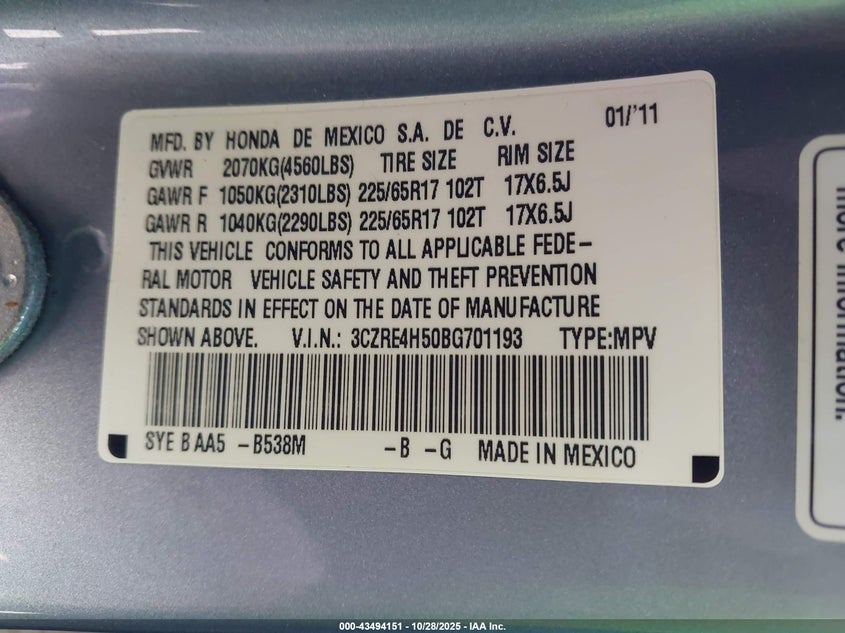 MFD. BY HONDA DE MEXICO S.A. DE C.V. 01/'11
GVWR 2070KG(4560LBS) TIRE SIZE RIM SIZE
GAWR F 1050KG(2310LBS) 225/65R17 102T 17X6.5J
GAWR R 1040KG(2290LBS) 225/65R17 102T 17X6.5J
THIS VEHICLE CONFORMS TO ALL APPLICABLE FEDE-
RAL MOTOR VEHICLE SAFETY AND THEFT PREVENTION
STANDARDS IN EFFECT ON THE DATE OF MANUFACTURE
SHOWN ABOVE. V.I.N.: 3CZRE4H50BG701193 TYPE:MPV
SYE B AA5 -B538M -B -G MADE IN MEXICO
more information.
000-43494151 - 10/28/2025 - IAA Inc.